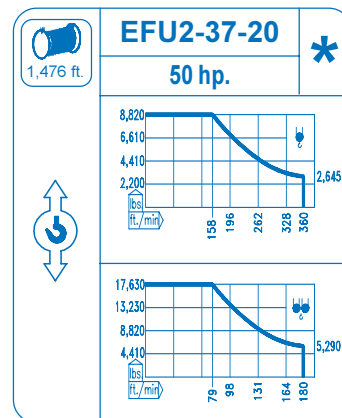 EFU2-37-20
*
1,476 ft.
50 hp.
8,820
6,610
4,410
2,200
2,645
lbs
ft./min
158 196 262 328 360
17,630
13,230
8,820
4,410
5,290
lbs
ft./min
79 98 131 164 180